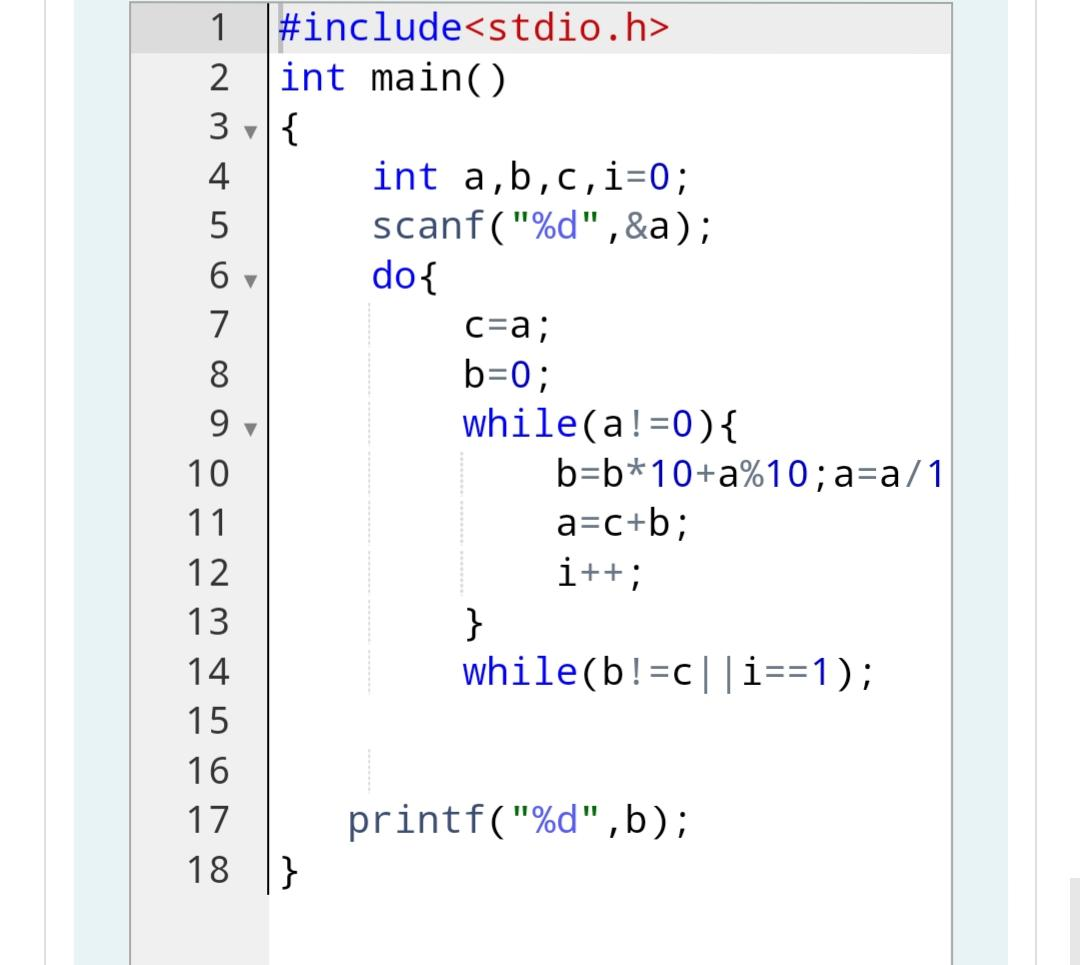 1 #include<stdio.h>
2 int main()
3 {
4 int a,b,c,i=0;
5 scanf("%d",&a);
6 do{
7 c=a;
8 b=0;
9 while(a!=0){
10 b=b*10+a%10;a=a/1
11 a=c+b;
12 i++;
13 }
14 while(b!=c||i==1);
15
16
17 printf("%d",b);
18 }